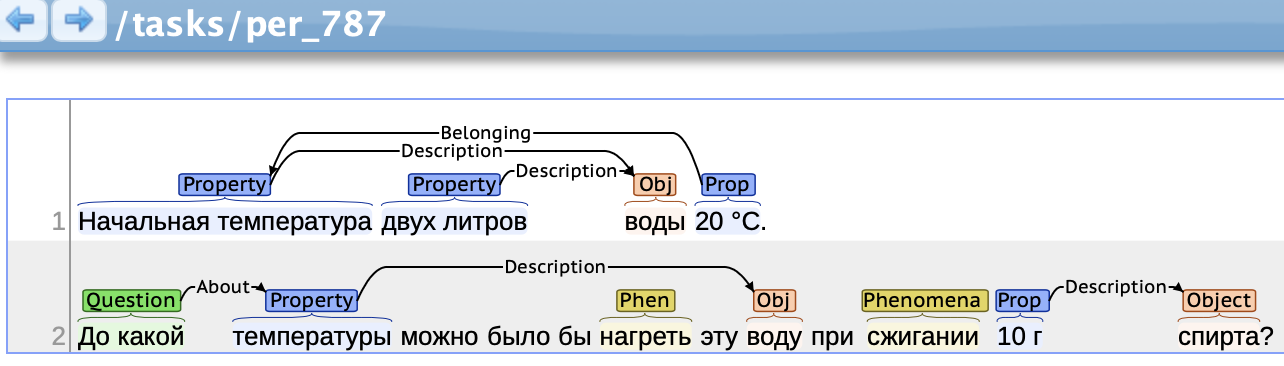 /tasks/per_787
Belonging
Description
Description
Property Property Obj Prop
1 Начальная температура двух литров воды 20 °C.
Description
About Description
Question Property Phen Obj Phenomena Prop Object
2 До какой температуры можно было бы нагреть эту воду при сжигании 10 г спирта?